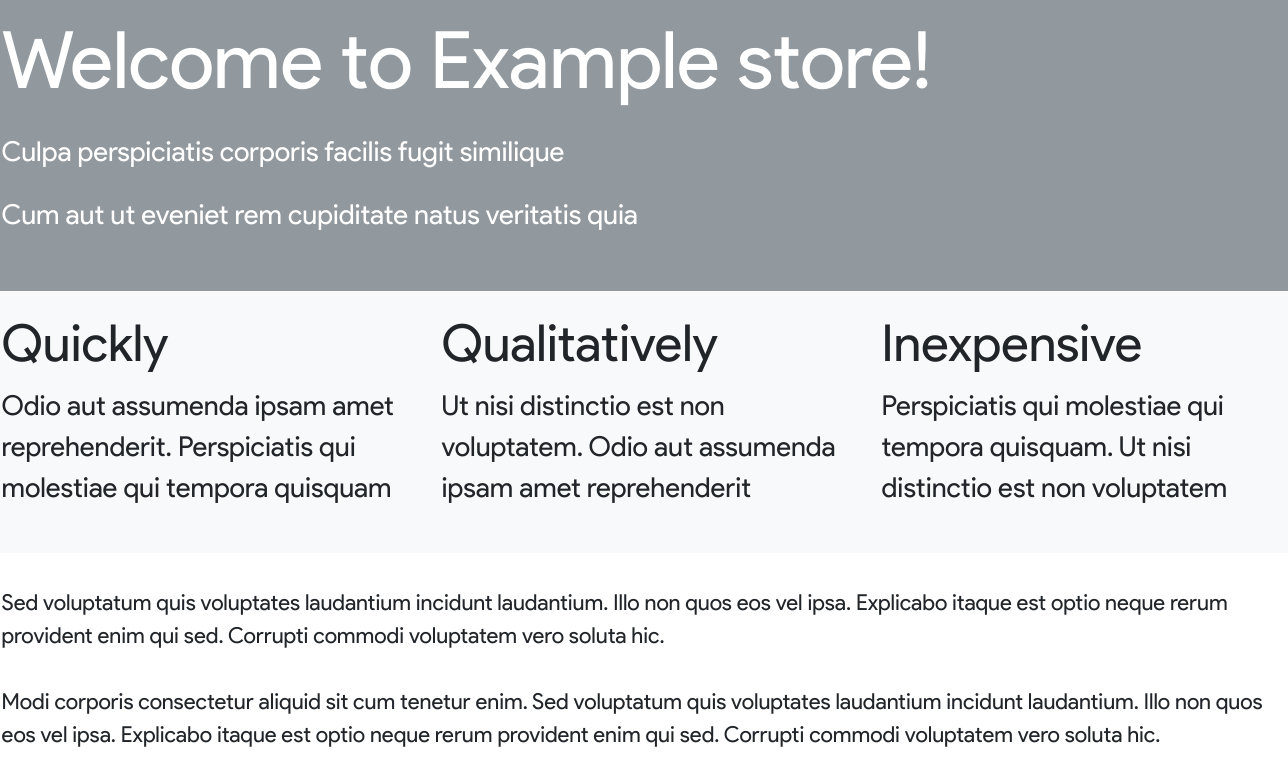 Welcome to Example store!
Culpa perspiciatis corporis facilis fugit similique
Cum aut ut eveniet rem cupiditate natus veritatis quia
Quickly
Odio aut assumenda ipsam amet
reprehenderit. Perspiciatis qui
molestiae qui tempora quisquam
Qualitatively
Ut nisi distinctio est non
voluptatem. Odio aut assumenda
ipsam amet reprehenderit
Inexpensive
Perspiciatis qui molestiae qui
tempora quisquam. Ut nisi
distinctio est non voluptatem
Sed voluptatum quis voluptates laudantium incidunt laudantium. Illo non quos eos vel ipsa. Explicabo itaque est optio neque rerum
provident enim qui sed. Corrupti commodi voluptatem vero soluta hic.
Modi corporis consectetur aliquid sit cum tenetur enim. Sed voluptatum quis voluptates laudantium incidunt laudantium. Illo non quos
eos vel ipsa. Explicabo itaque est optio neque rerum provident enim qui sed. Corrupti commodi voluptatem vero soluta hic.